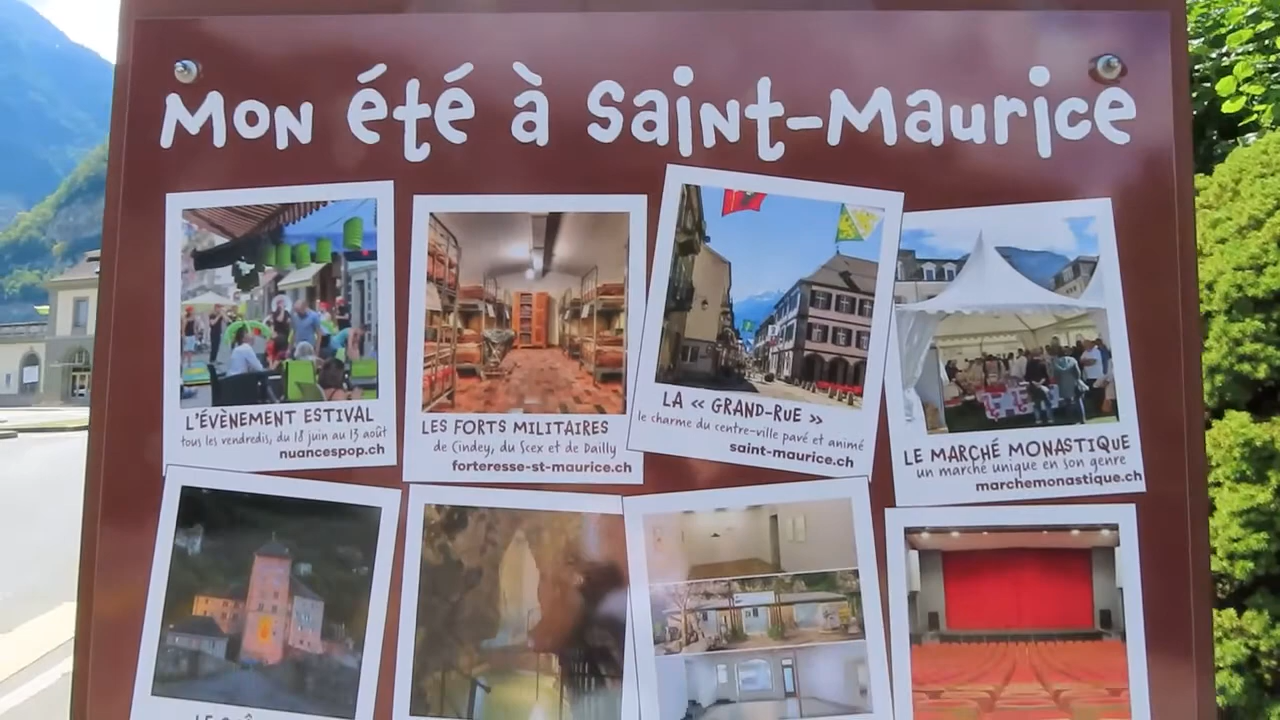 Mon été à Saint-Maurice
L'ÉVÈNEMENT ESTIVAL
tous les vendredis, du 18 juin au 13 août
nuancespop.ch
LES FORTS MILITAIRES
de Cindey, du Scex et de Dailly
forteresse-st-maurice.ch
LA « GRAND-RUE »
le charme du centre-ville pavé et animé
saint-maurice.ch
LE MARCHÉ MONASTIQUE
un marché unique en son genre
marchemonastique.ch